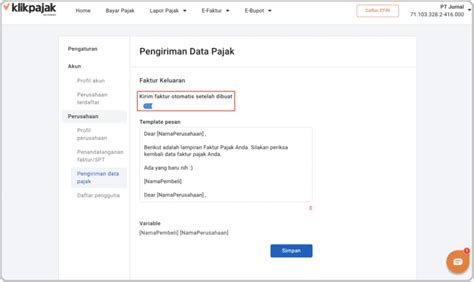 klikpajak
Home
Bayar Pajak
Lapor Pajak
E-Faktur
E-Bupot
Daftar EFIN
PT Jurnal
71.103.328.2-416.000
Pengaturan
Akun
Profil akun
Perusahaan
terdaftar
Perusahaan
Profil
perusahaan
Penandatanganan
faktur/SPT
Pengiriman data
pajak
Daftar pengguna
Pengiriman Data Pajak
Faktur Keluaran
Kirim faktur otomatis setelah dibuat
Template pesan
Dear [NamaPerusahaan] ,
Berikut adalah lampiran Faktur Pajak Anda. Silakan periksa
kembali data faktur pajak Anda.
Ada yang baru nih :)
[NamaPembeli]
Dear [NamaPerusahaan] ,
Variable
[NamaPembeli] [NamaPerusahaan]
Simpan